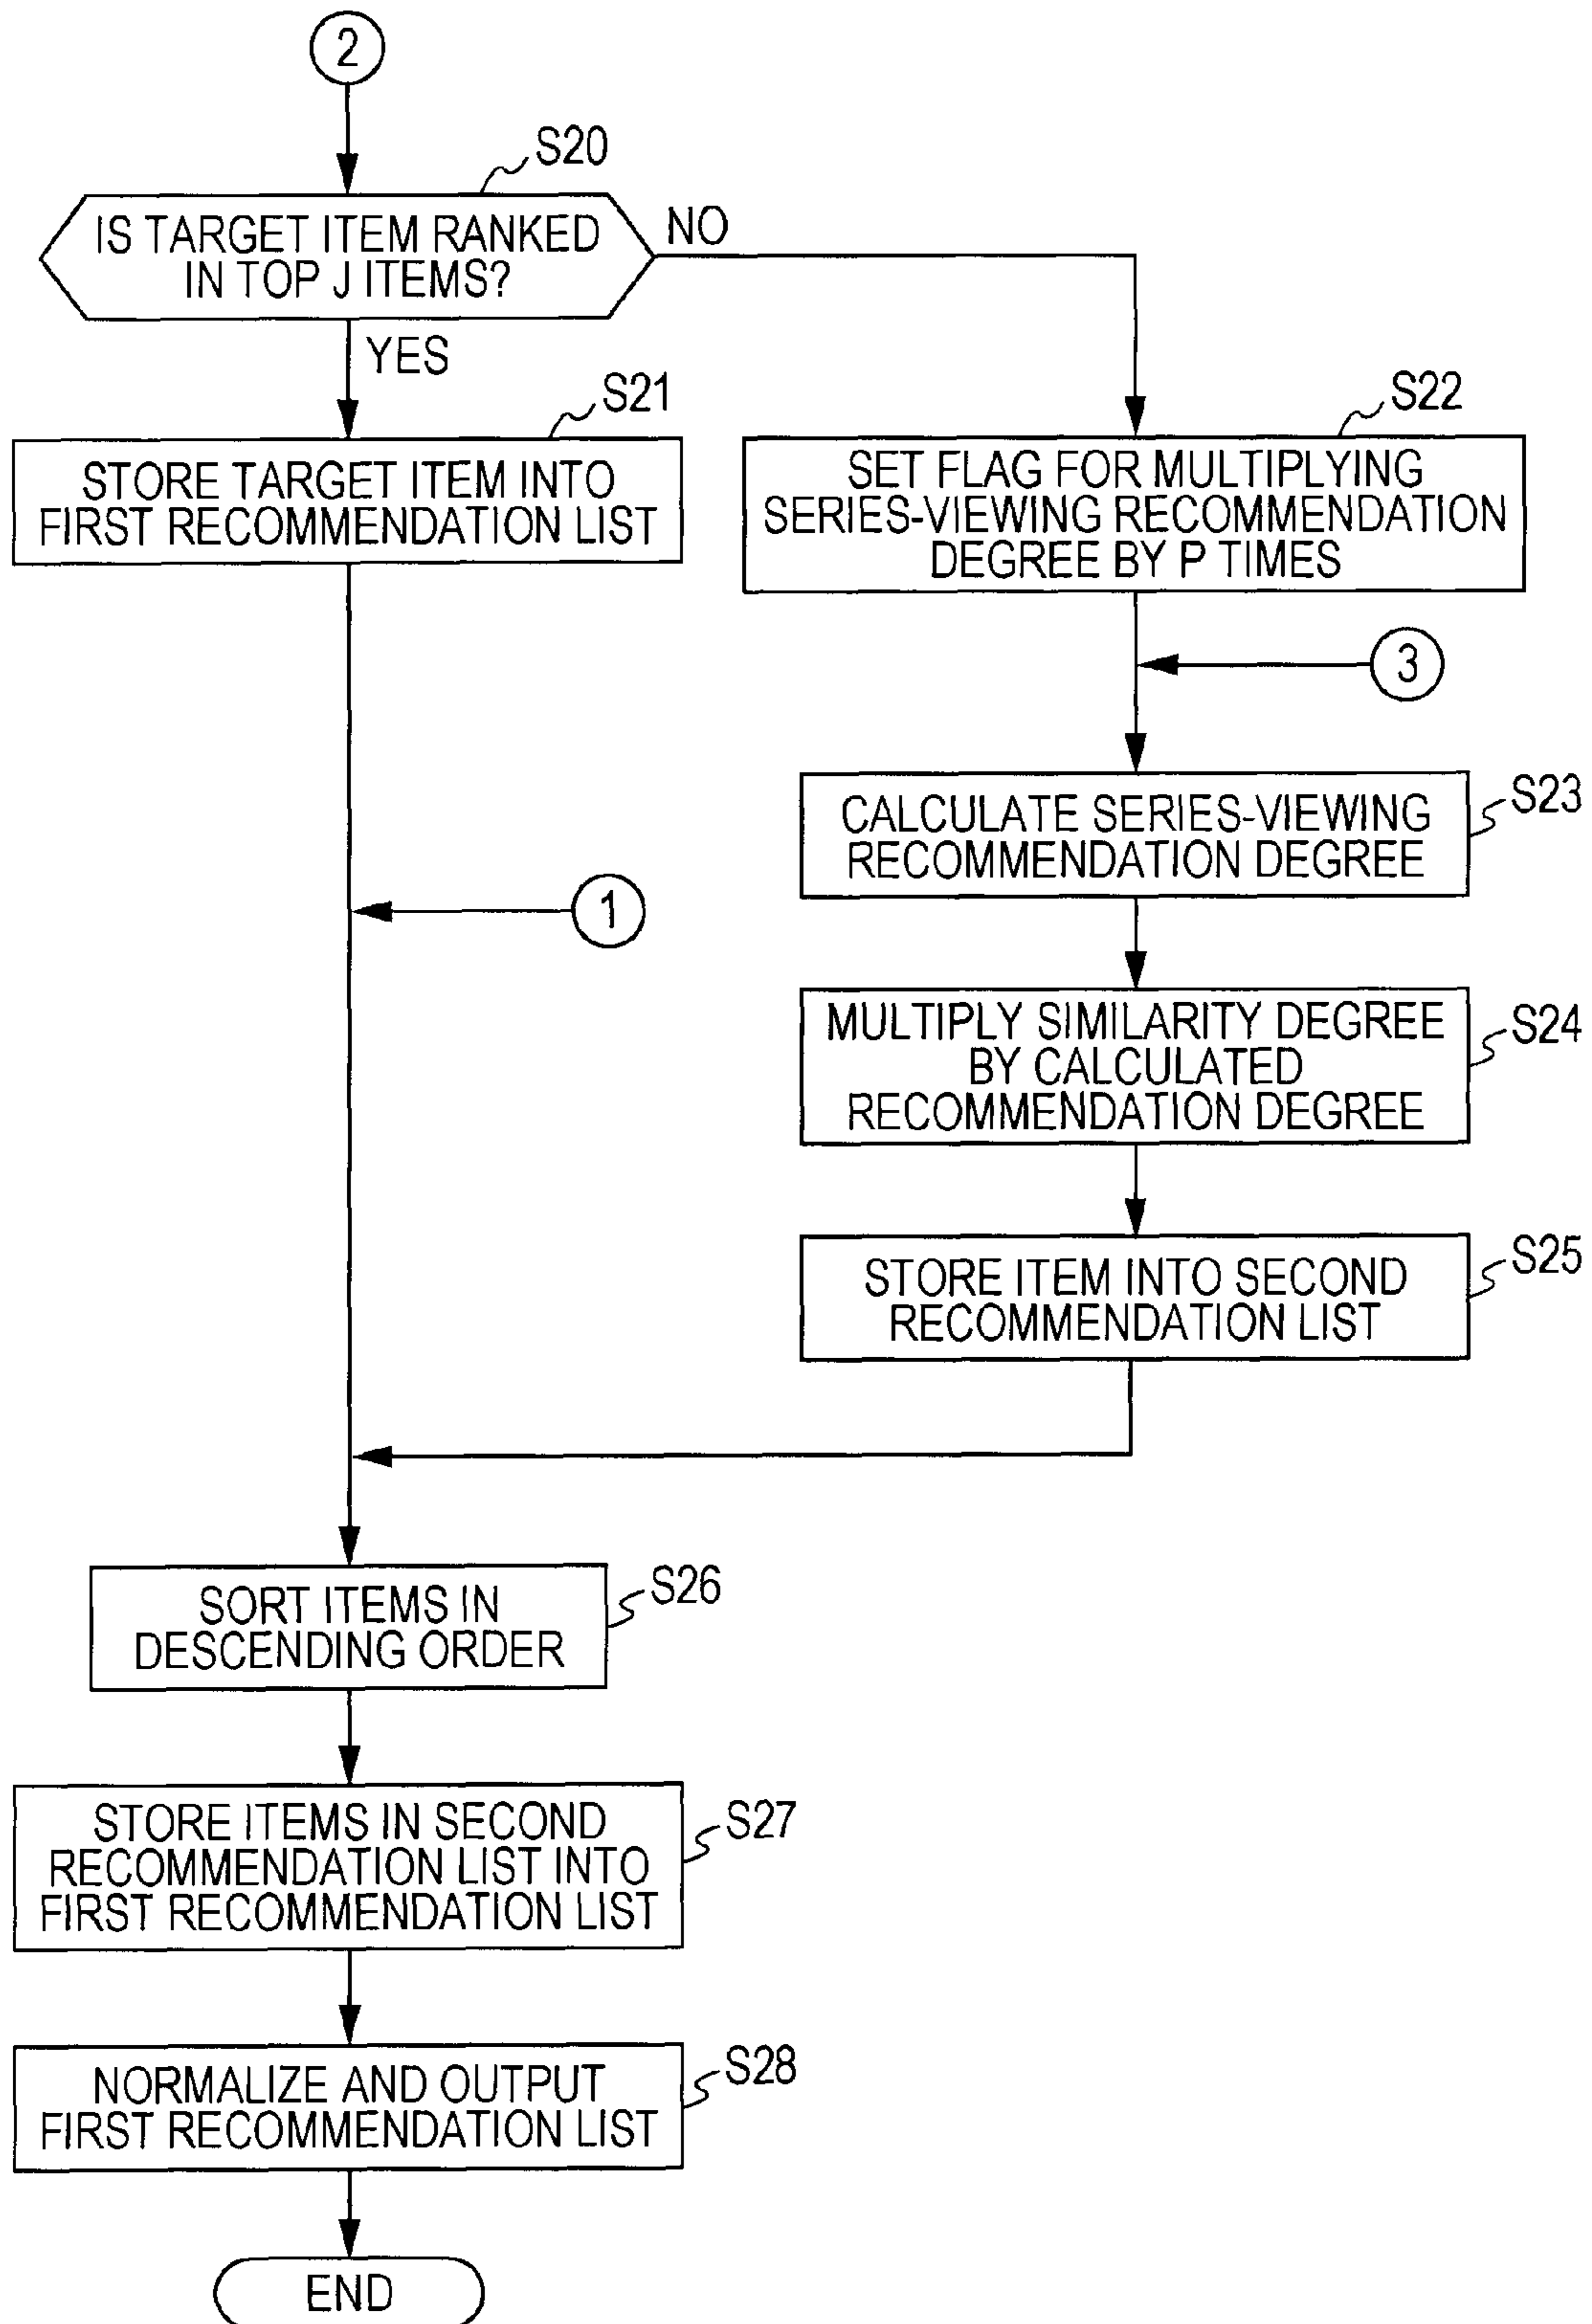 2
S20
IS TARGET ITEM RANKED
IN TOP J ITEMS?
NO
YES
S21
STORE TARGET ITEM INTO
FIRST RECOMMENDATION LIST
S22
SET FLAG FOR MULTIPLYING
SERIES-VIEWING RECOMMENDATION
DEGREE BY P TIMES
3
S23
CALCULATE SERIES-VIEWING
RECOMMENDATION DEGREE
1
S24
MULTIPLY SIMILARITY DEGREE
BY CALCULATED
RECOMMENDATION DEGREE
S25
STORE ITEM INTO SECOND
RECOMMENDATION LIST
S26
SORT ITEMS IN
DESCENDING ORDER
S27
STORE ITEMS IN SECOND
RECOMMENDATION LIST INTO
FIRST RECOMMENDATION LIST
S28
NORMALIZE AND OUTPUT
FIRST RECOMMENDATION LIST
END